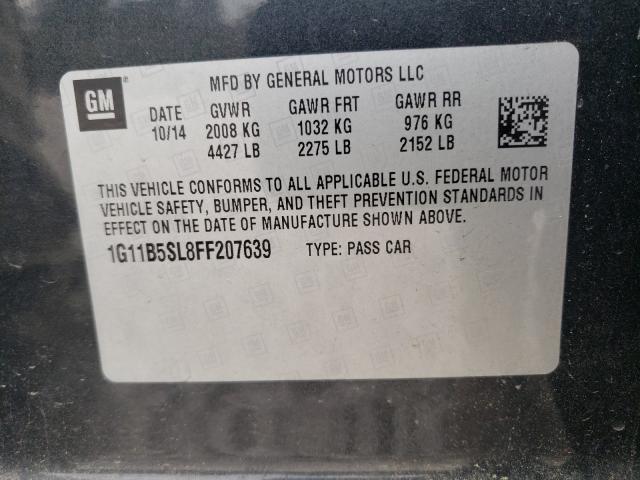 GM
MFD BY GENERAL MOTORS LLC
DATE GVWR GAWR FRT GAWR RR
10/14 2008 KG 1032 KG 976 KG
4427 LB 2275 LB 2152 LB
THIS VEHICLE CONFORMS TO ALL APPLICABLE U.S. FEDERAL MOTOR
VEHICLE SAFETY, BUMPER, AND THEFT PREVENTION STANDARDS IN
EFFECT ON THE DATE OF MANUFACTURE SHOWN ABOVE.
1G11B5SL8FF207639 TYPE: PASS CAR